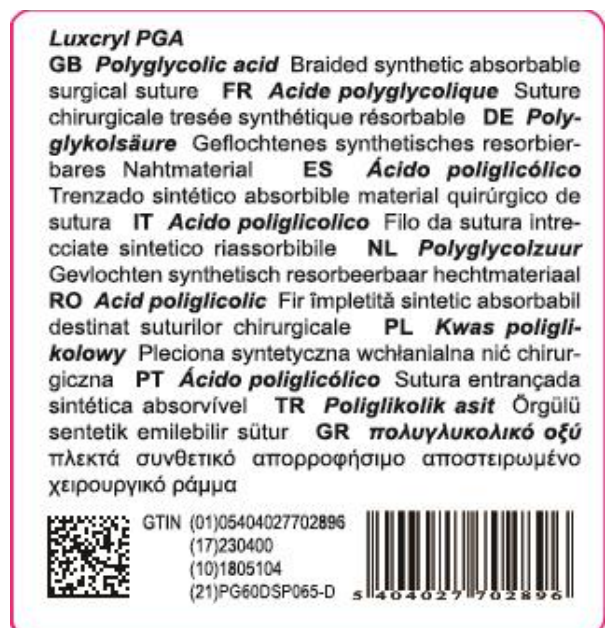 Luxcryl PGA
GB Polyglycolic acid Braided synthetic absorbable
surgical suture FR Acide polyglycolique Suture
chirurgicale tresée synthétique résorbable DE Poly-
glykolsäure Geflochtenes synthetisches resorbier-
bares Nahtmaterial ES Ácido poliglicólico
Trenzado sintético absorbible material quirúrgico de
sutura IT Acido poliglicolico Filo da sutura intre-
cciate sintetico riassorbibile NL Polyglycolzuur
Gevlochten synthetisch resorbeerbaar hechtmateriaal
RO Acid poliglicolic Fir împletită sintetic absorbabil
destinat suturilor chirurgicale PL Kwas poligli-
kolowy Pleciona syntetyczna wchłanialna nić chirur-
giczna PT Ácido poliglicólico Sutura entrançada
sintética absorvível TR Poliglikolik asit Örgülü
sentetik emilebilir sütur GR πολυγλυκολικό οξύ
πλεκτά συνθετικό απορροφήσιμο αποστειρωμένο
χειρουργικό ράμμα
GTIN (01)05404027702896
(17)230400
(10)1805104
(21)PG60DSP065-D
5 404027 702896